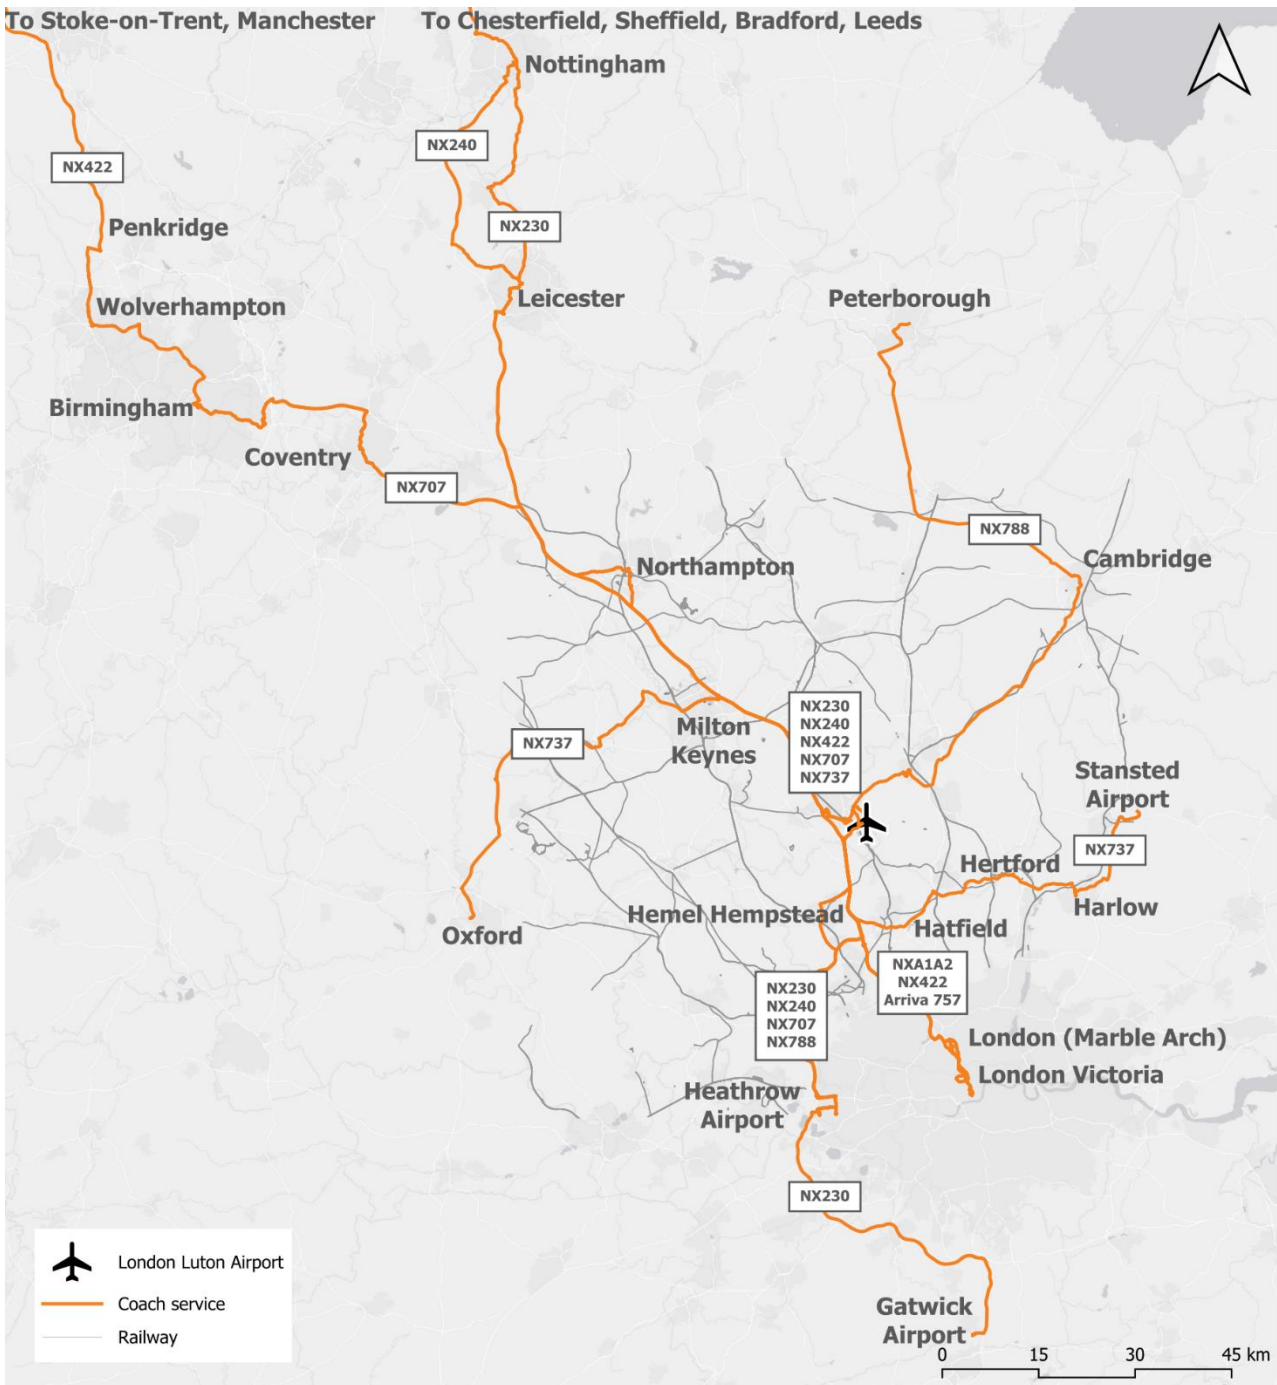 To Stoke-on-Trent, Manchester
To Chesterfield, Sheffield, Bradford, Leeds
Nottingham
NX240
NX422
Penkridge
NX230
Wolverhampton
Leicester
Peterborough
Birmingham
Coventry
NX707
NX788
Cambridge
Northampton
NX230
NX240
NX422
NX707
NX737
Milton
Keynes
NX737
Stansted
Airport
NX737
Hertford
Harlow
Hemel Hempstead
Hatfield
Oxford
NXA1A2
NX422
Arriva 757
NX230
NX240
NX707
NX788
London (Marble Arch)
London Victoria
Heathrow
Airport
NX230
Gatwick
Airport
London Luton Airport
Coach service
Railway
0 15 30 45 km